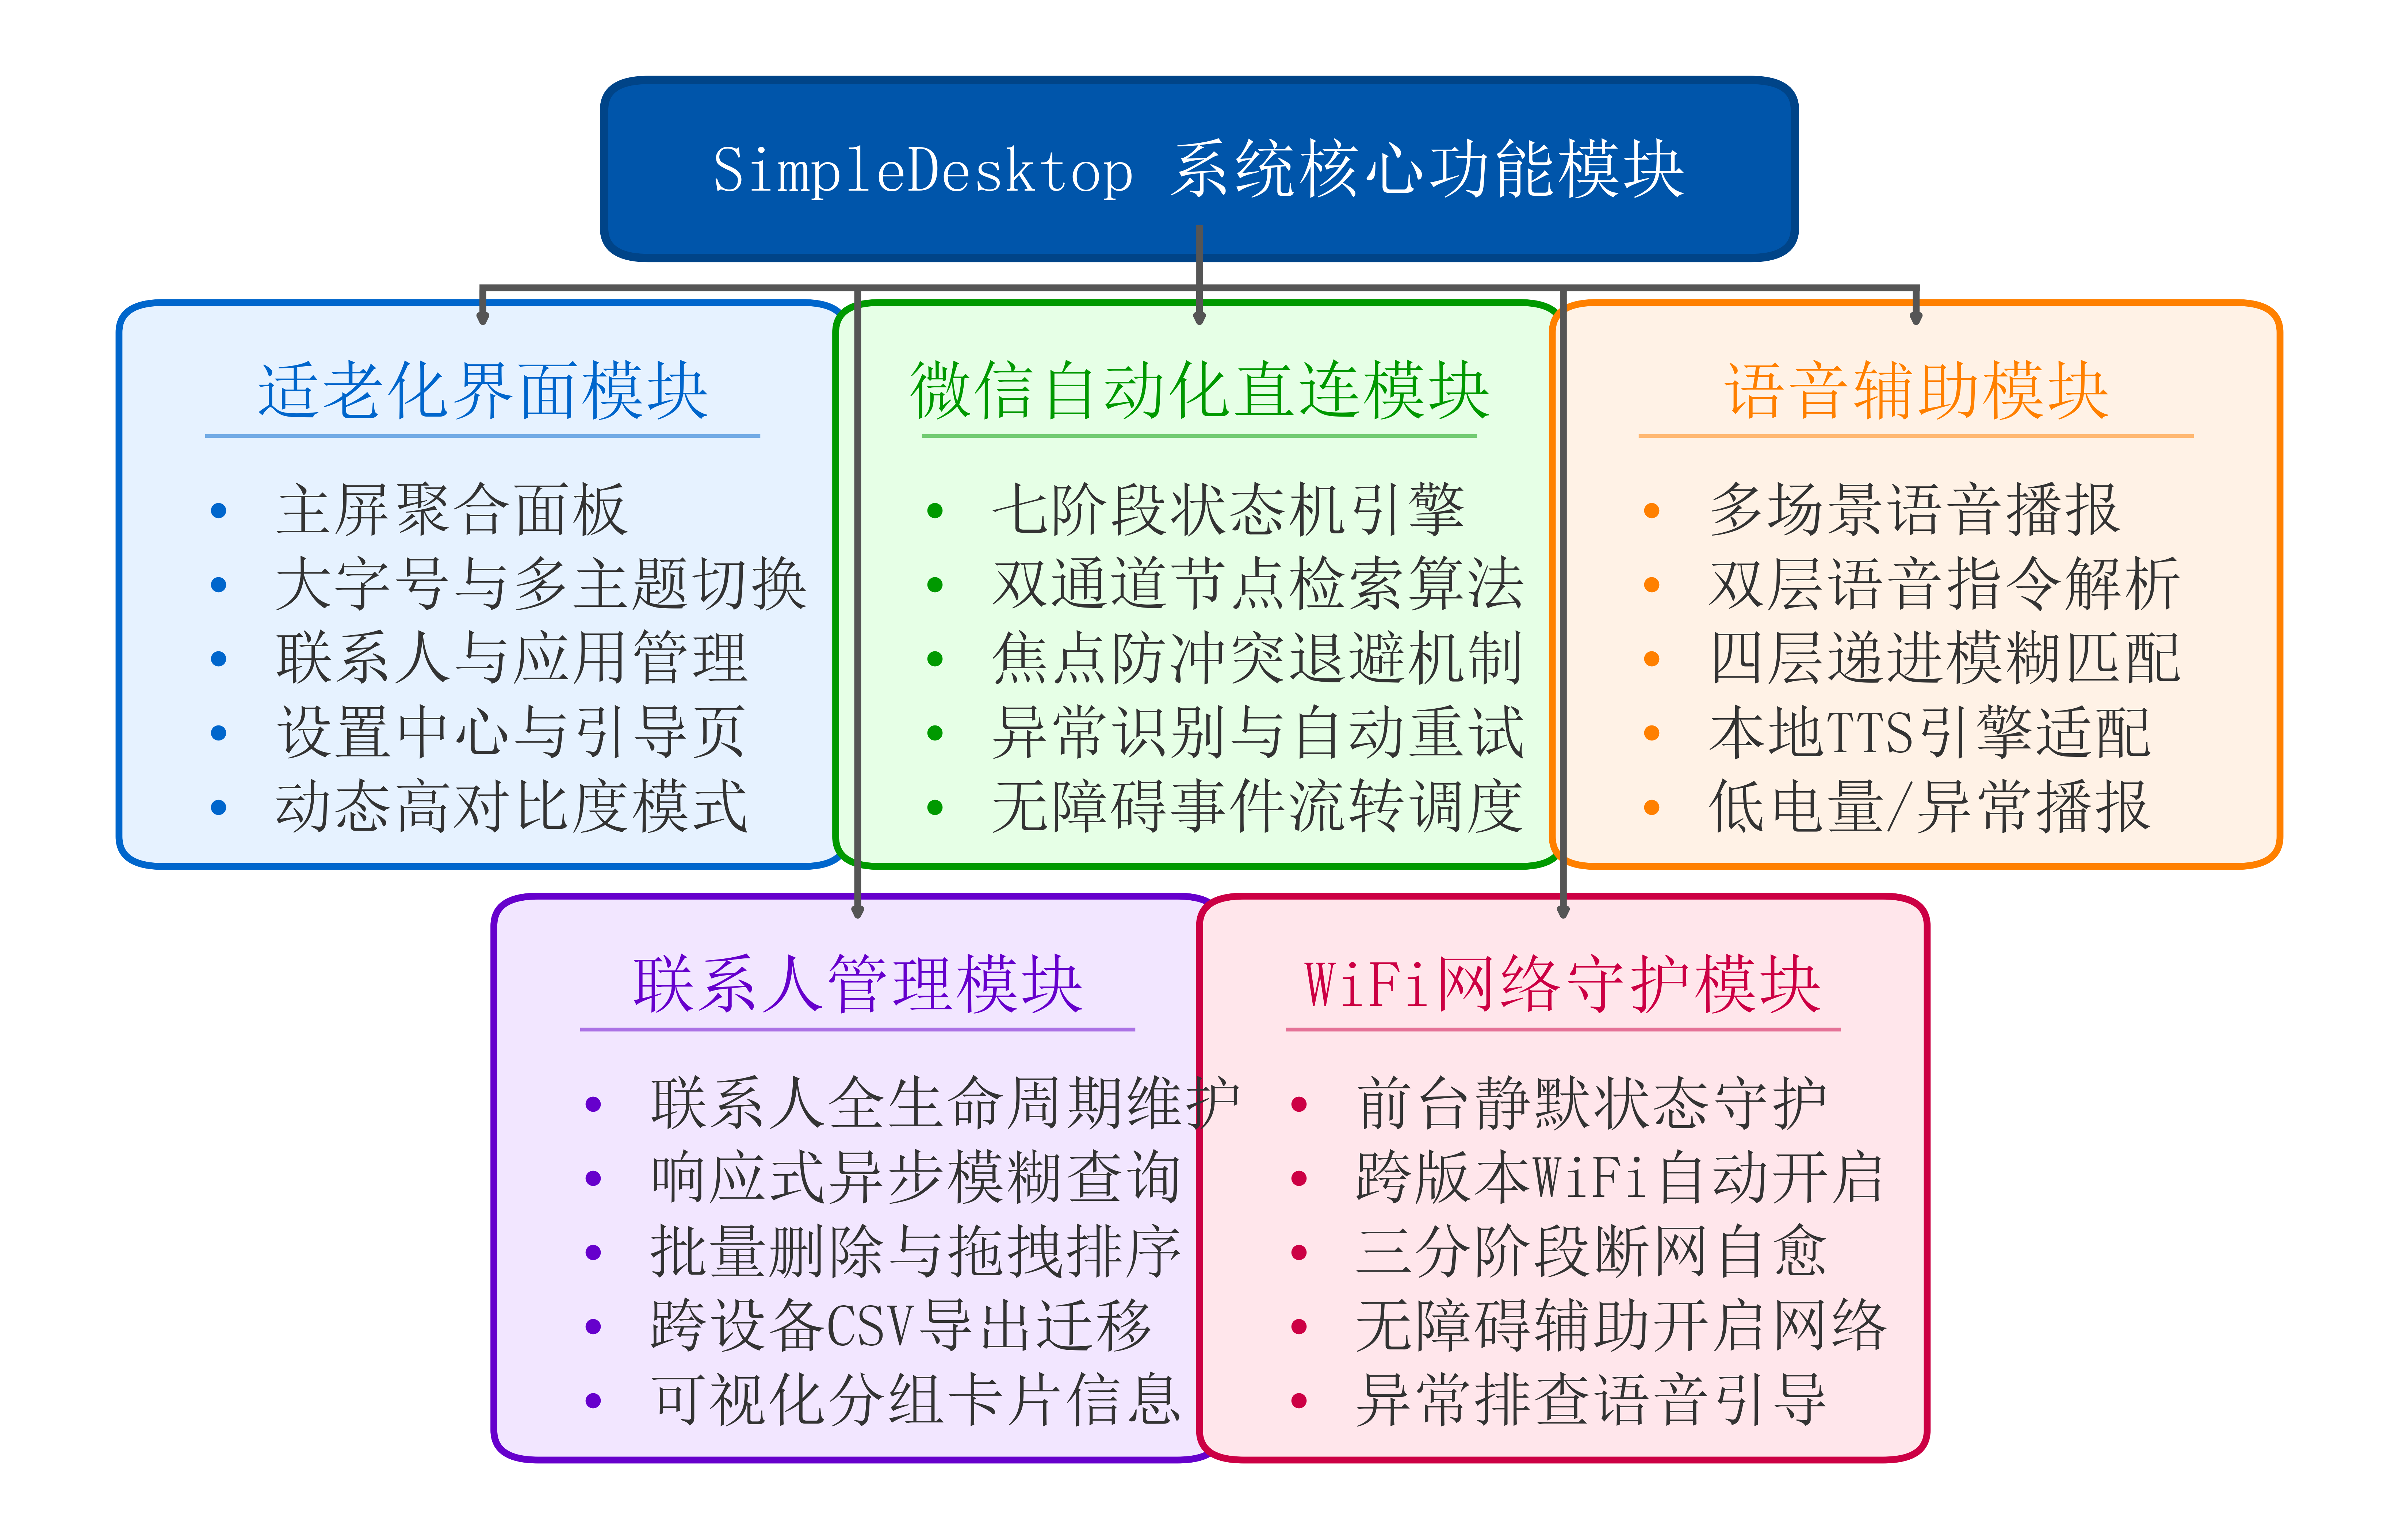 SimpleDesktop 系统核心功能模块
适老化界面模块
• 主屏聚合面板
• 大字号与多主题切换
• 联系人与应用管理
• 设置中心与引导页
• 动态高对比度模式
微信自动化直连模块
• 七阶段状态机引擎
• 双通道节点检索算法
• 焦点防冲突退避机制
• 异常识别与自动重试
• 无障碍事件流转调度
语音辅助模块
• 多场景语音播报
• 双层语音指令解析
• 四层递进模糊匹配
• 本地TTS引擎适配
• 低电量/异常播报
联系人管理模块
• 联系人全生命周期维护
• 响应式异步模糊查询
• 批量删除与拖拽排序
• 跨设备CSV导出迁移
• 可视化分组卡片信息
WiFi网络守护模块
• 前台静默状态守护
• 跨版本WiFi自动开启
• 三分阶段断网自愈
• 无障碍辅助开启网络
• 异常排查语音引导